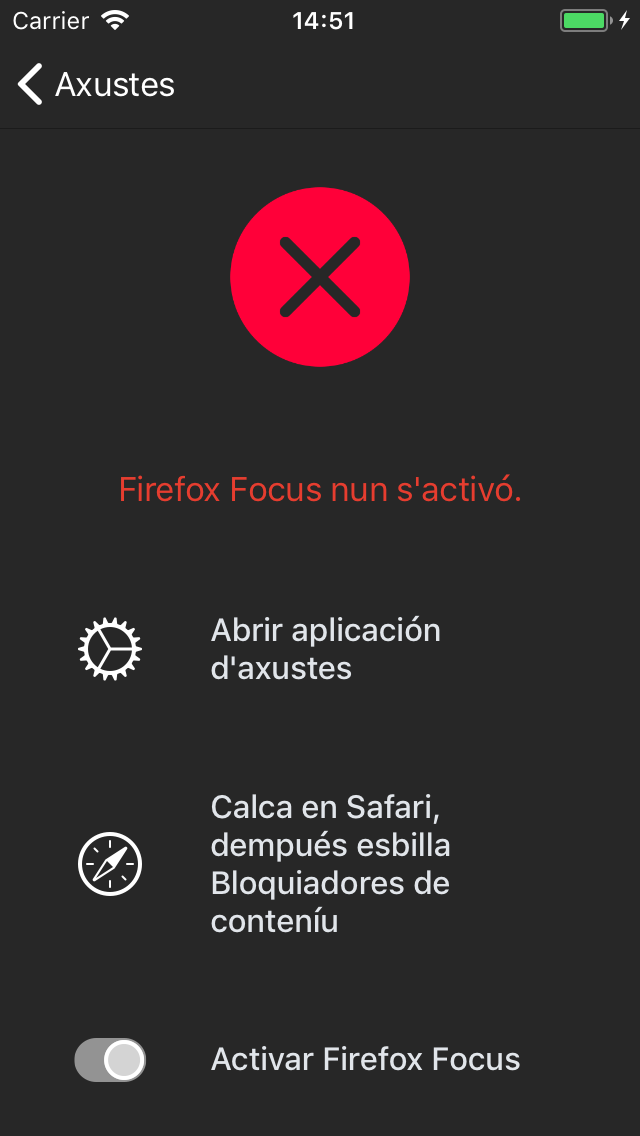 Carrier 14:51
Axustes
Firefox Focus nun s'activó.
Abrir aplicación
d'axustes
Calca en Safari,
dempués esbilla
Bloquiadores de
conteníu
Activar Firefox Focus